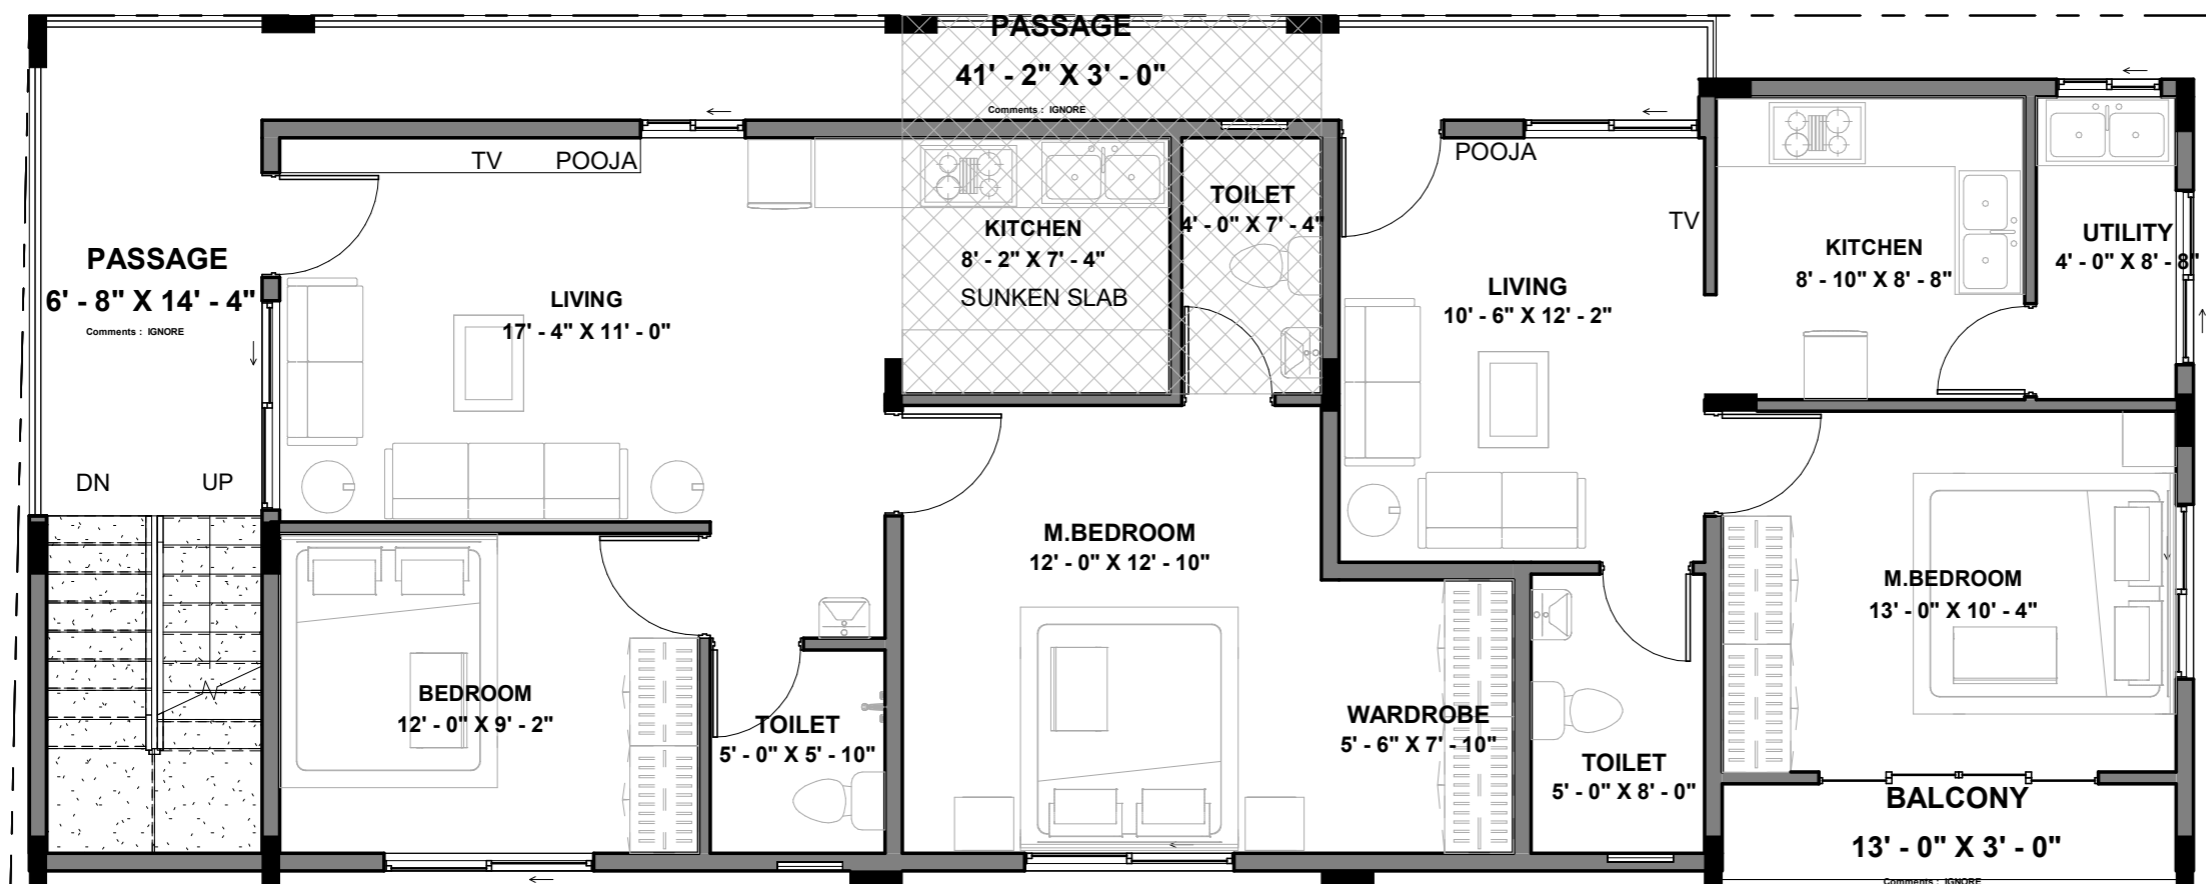 PASSAGE
41' - 2" X 3' - 0"
Comments : IGNORE
TV POOJA
POOJA
TOILET
4' - 0" X 7' - 4"
TV
KITCHEN
8' - 2" X 7' - 4"
SUNKEN SLAB
UTILITY
4' - 0" X 8' - 8"
KITCHEN
8' - 10" X 8' - 8"
PASSAGE
6' - 8" X 14' - 4"
Comments : IGNORE
LIVING
17' - 4" X 11' - 0"
LIVING
10' - 6" X 12' - 2"
DN UP
M.BEDROOM
12' - 0" X 12' - 10"
M.BEDROOM
13' - 0" X 10' - 4"
BEDROOM
12' - 0" X 9' - 2"
TOILET
5' - 0" X 5' - 10"
WARDROBE
5' - 6" X 7' - 10"
TOILET
5' - 0" X 8' - 0"
BALCONY
13' - 0" X 3' - 0"
Comments : IGNORE